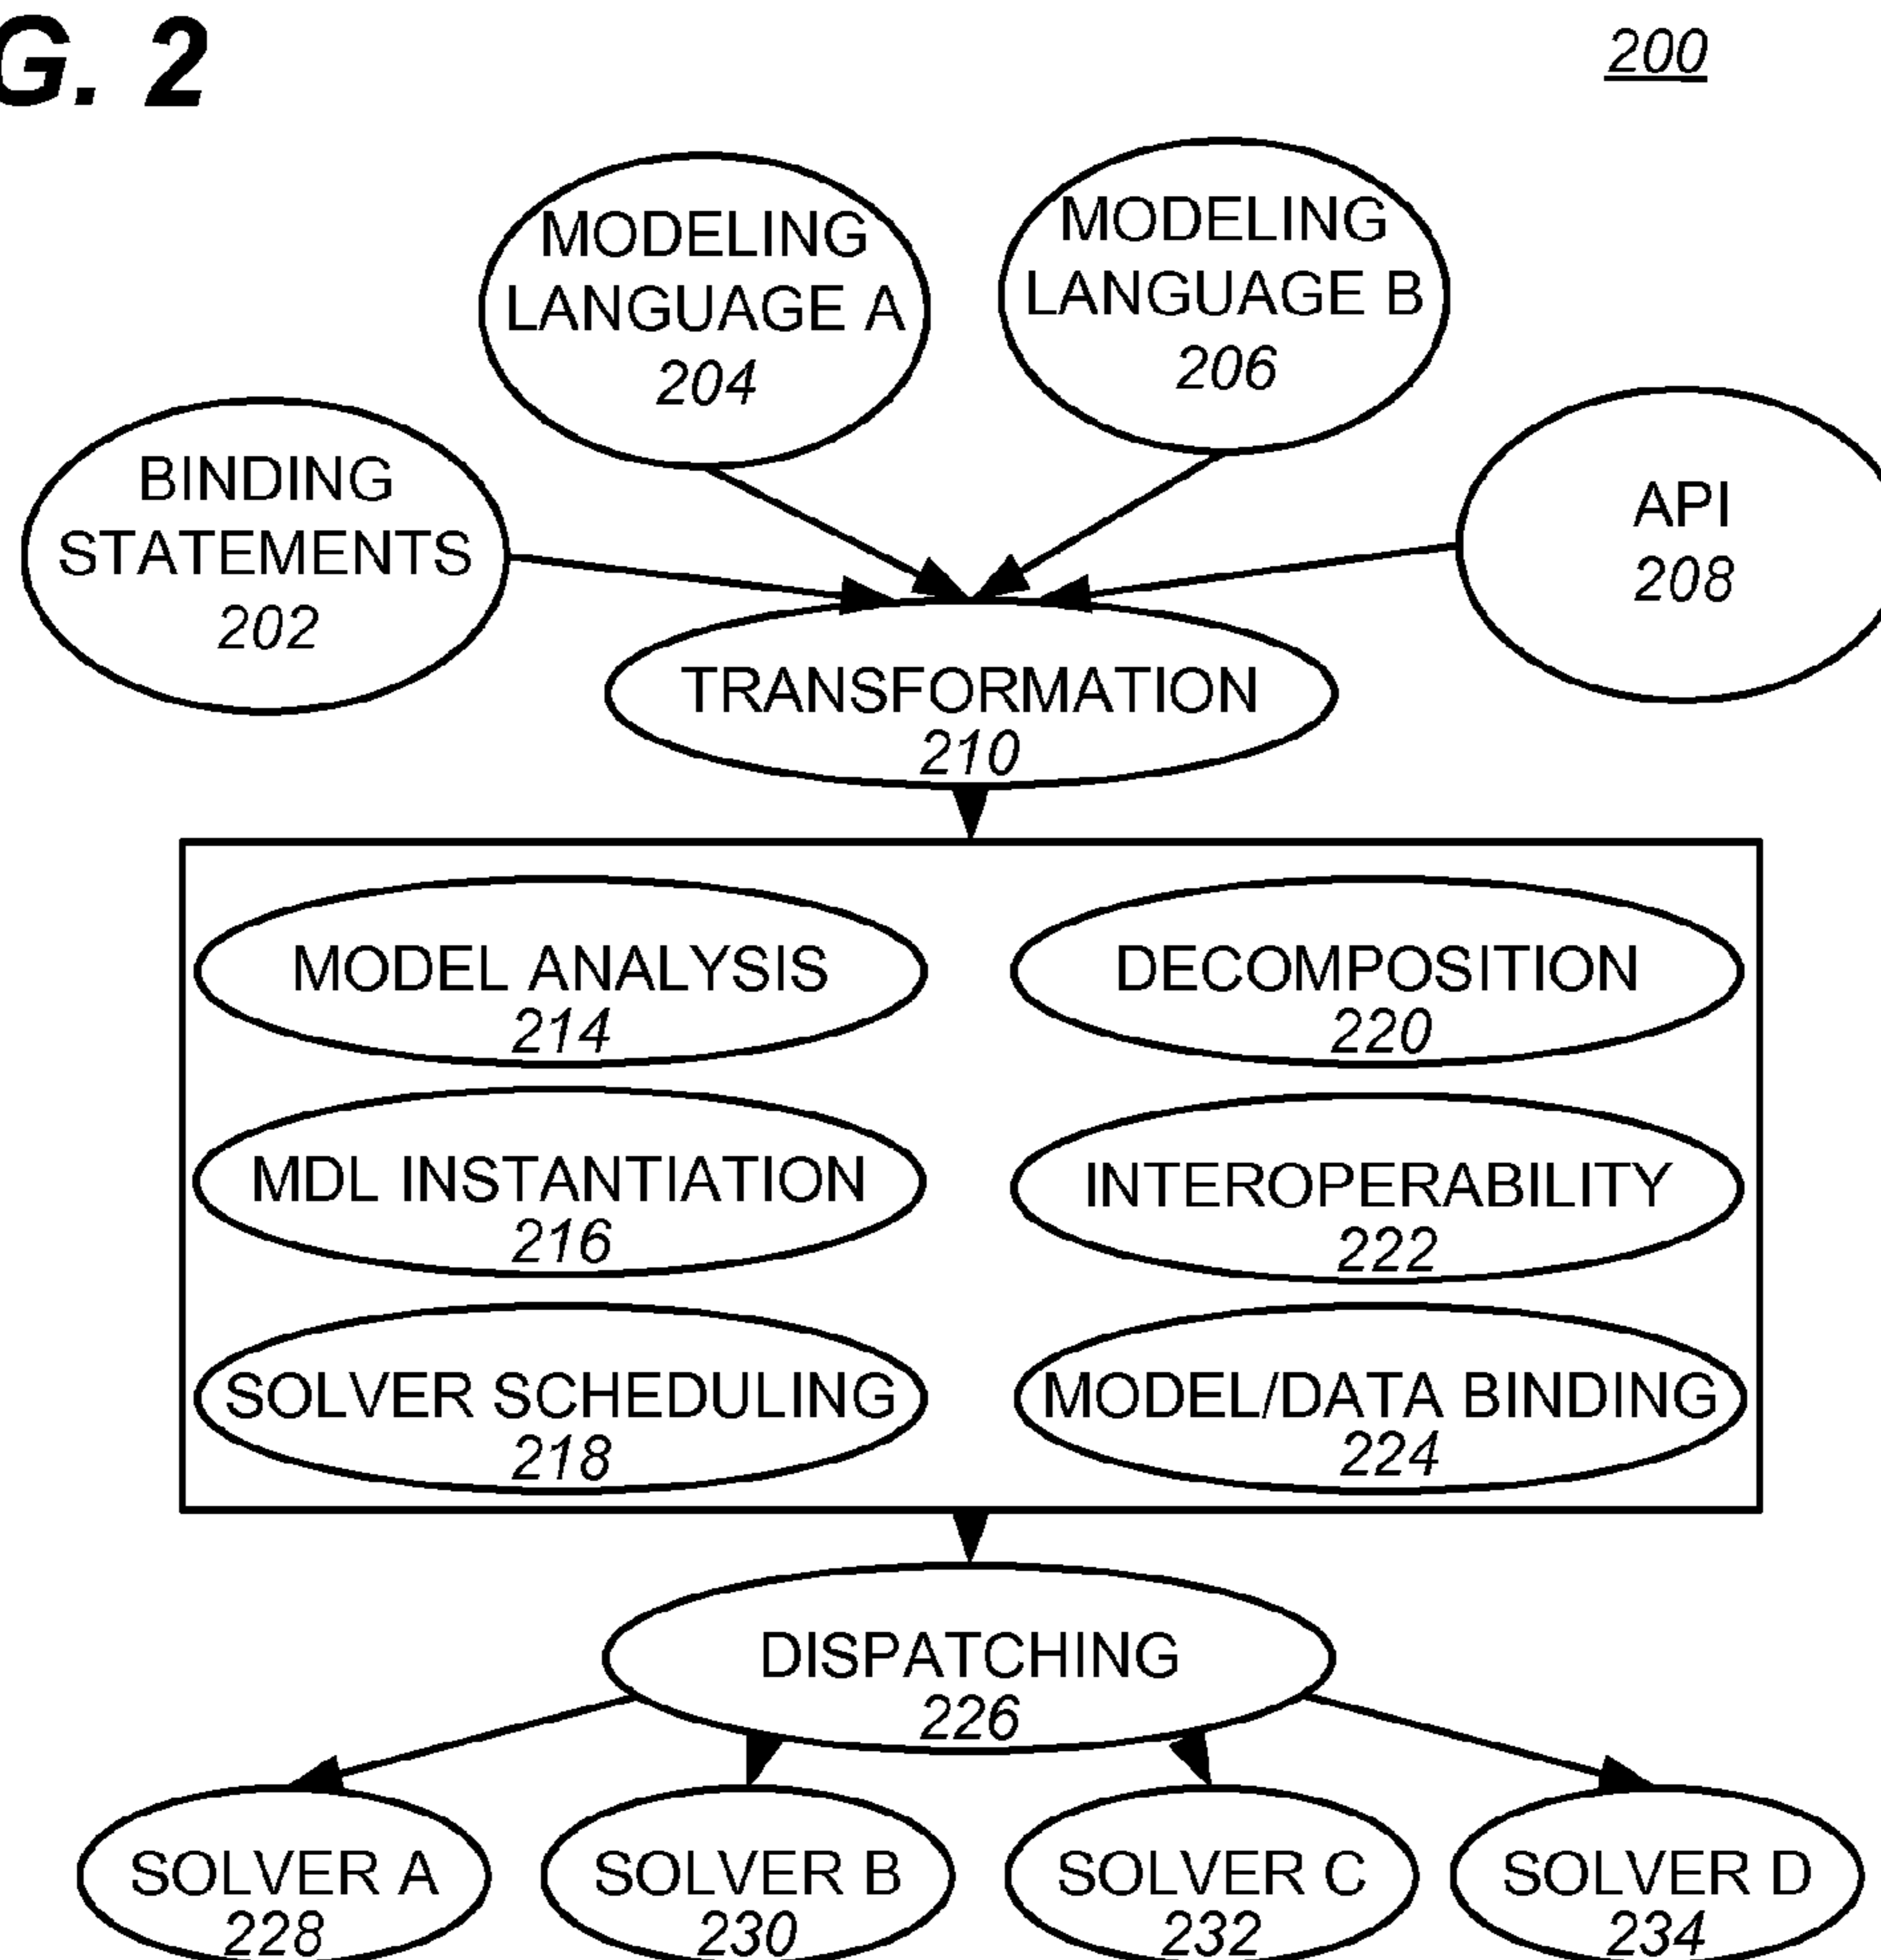 G. 2
200
MODELING
LANGUAGE A
204
MODELING
LANGUAGE B
206
BINDING
STATEMENTS
202
API
208
TRANSFORMATION
210
MODEL ANALYSIS
214
DECOMPOSITION
220
MDL INSTANTIATION
216
INTEROPERABILITY
222
SOLVER SCHEDULING
218
MODEL/DATA BINDING
224
DISPATCHING
226
SOLVER A
228
SOLVER B
230
SOLVER C
232
SOLVER D
234